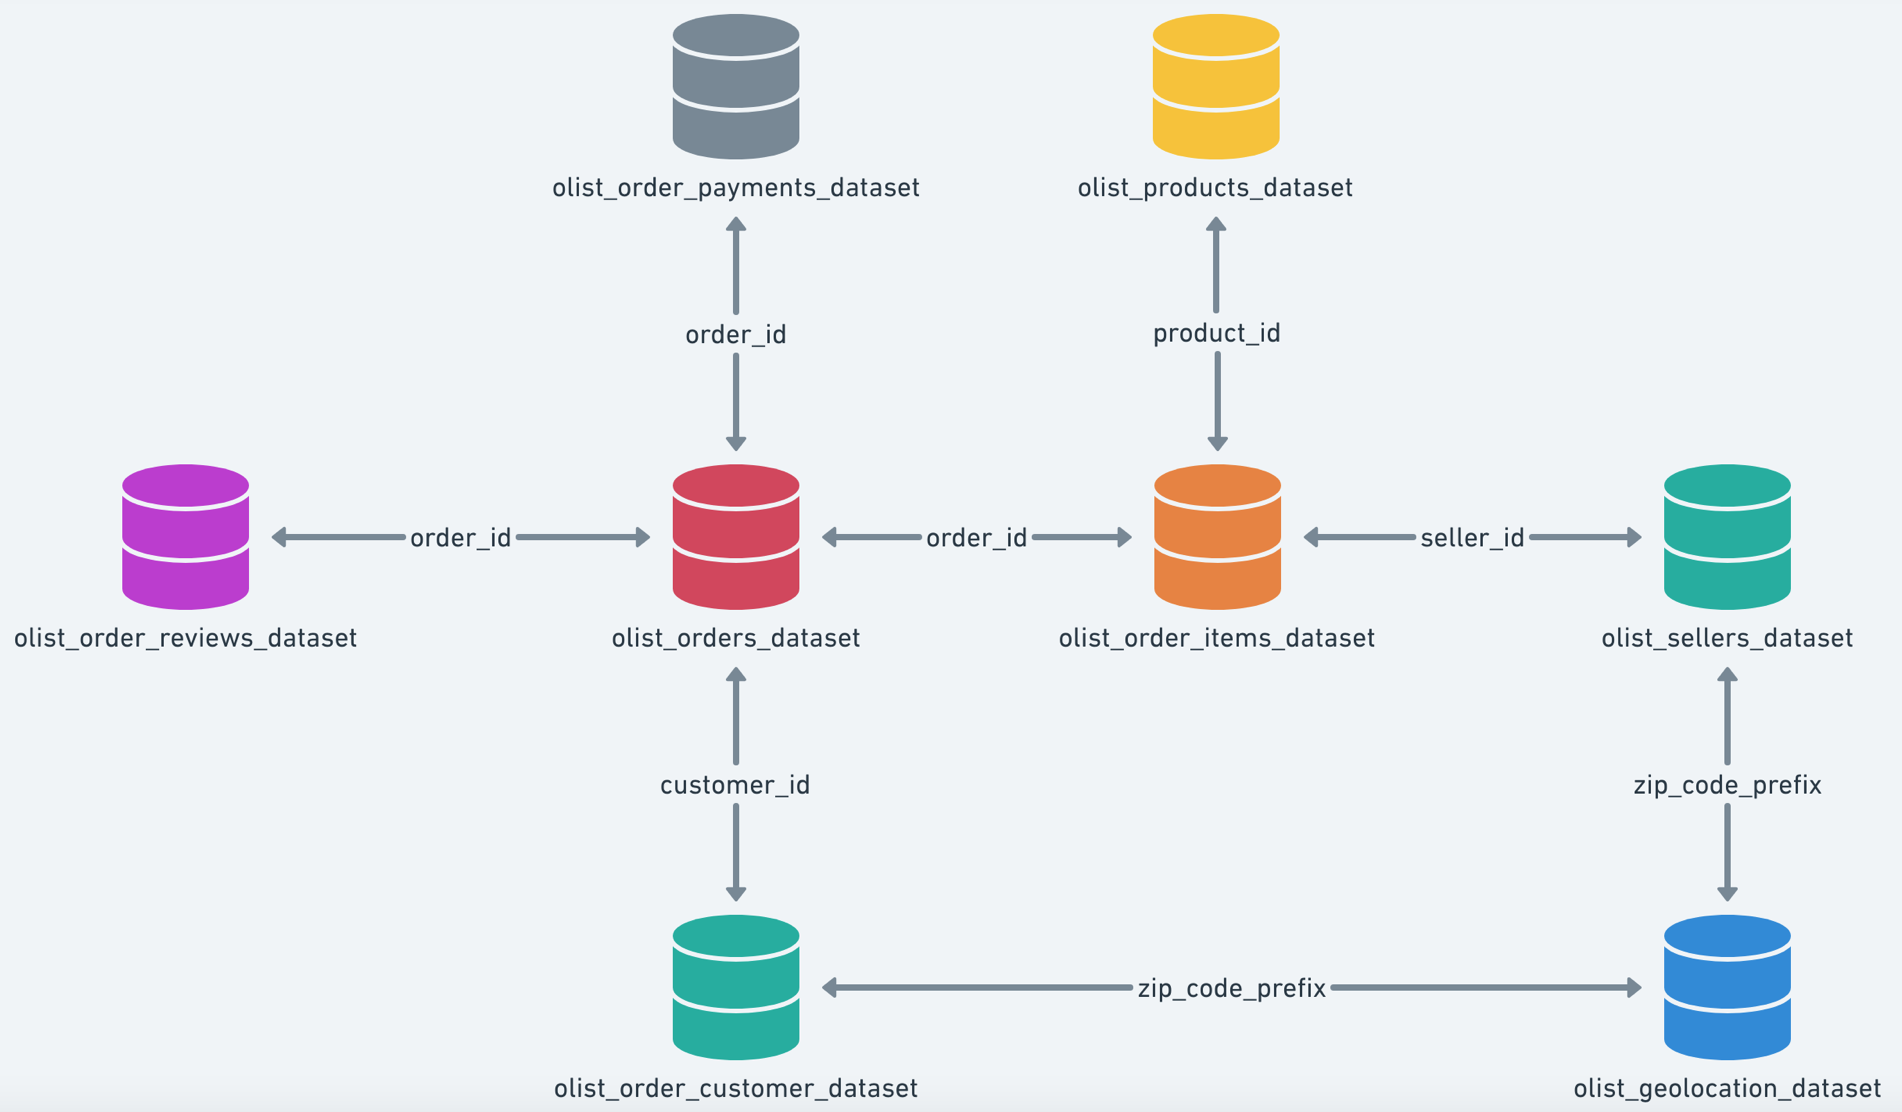 olist_order_payments_dataset
olist_products_dataset
order_id
product_id
order_id
order_id
seller_id
olist_order_reviews_dataset
olist_orders_dataset
olist_order_items_dataset
olist_sellers_dataset
customer_id
zip_code_prefix
zip_code_prefix
olist_order_customer_dataset
olist_geolocation_dataset